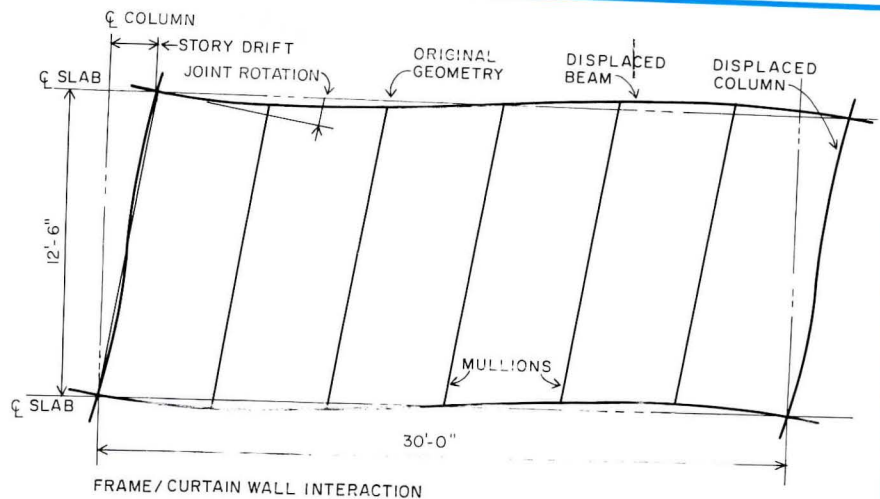 ℄ COLUMN
STORY DRIFT
JOINT ROTATION
ORIGINAL
GEOMETRY
DISPLACED
BEAM
DISPLACED
COLUMN
℄ SLAB
12'-6"
MULLIONS
℄ SLAB
30'-0"
FRAME/CURTAIN WALL INTERACTION